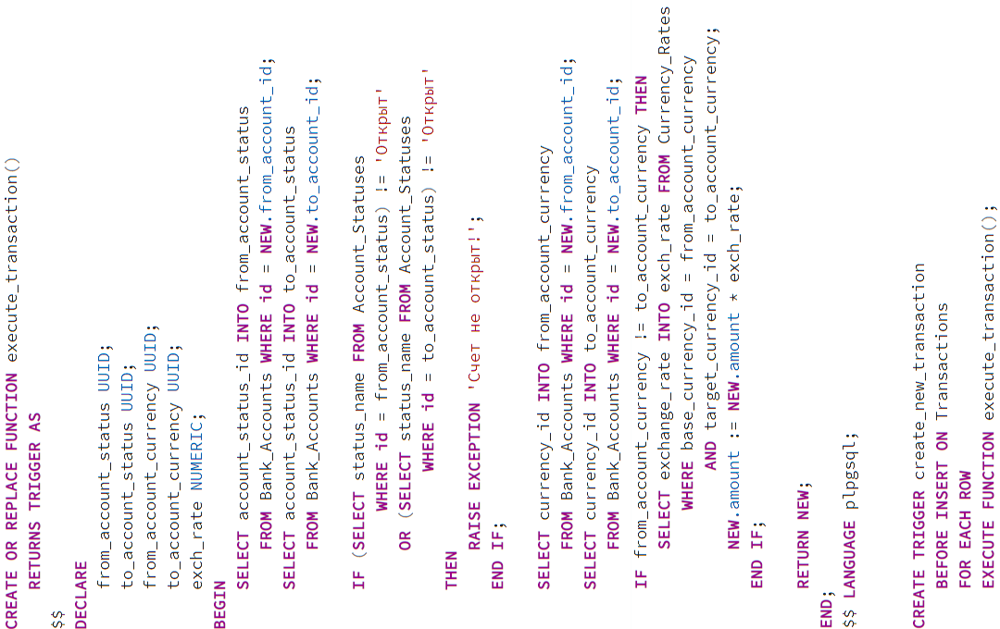 CREATE OR REPLACE FUNCTION execute_transaction()
RETURNS TRIGGER AS
$$
DECLARE
from_account_status UUID;
to_account_status UUID;
from_account_currency UUID;
to_account_currency UUID;
exch_rate NUMERIC;
BEGIN
SELECT account_status_id INTO from_account_status
FROM Bank_Accounts WHERE id = NEW.from_account_id;
SELECT account_status_id INTO to_account_status
FROM Bank_Accounts WHERE id = NEW.to_account_id;
IF (SELECT status_name FROM Account_Statuses
WHERE id = from_account_status) != 'Открыт'
OR (SELECT status_name FROM Account_Statuses
WHERE id = to_account_status) != 'Открыт'
THEN
RAISE EXCEPTION 'Счет не открыт!';
END IF;
SELECT currency_id INTO from_account_currency
FROM Bank_Accounts WHERE id = NEW.from_account_id;
SELECT currency_id INTO to_account_currency
FROM Bank_Accounts WHERE id = NEW.to_account_id;
IF from_account_currency != to_account_currency THEN
SELECT exchange_rate INTO exch_rate FROM Currency_Rates
WHERE base_currency_id = from_account_currency
AND target_currency_id = to_account_currency;
NEW.amount := NEW.amount * exch_rate;
END IF;
RETURN NEW;
END;
$$ LANGUAGE plpgsql;
CREATE TRIGGER create_new_transaction
BEFORE INSERT ON Transactions
FOR EACH ROW
EXECUTE FUNCTION execute_transaction();